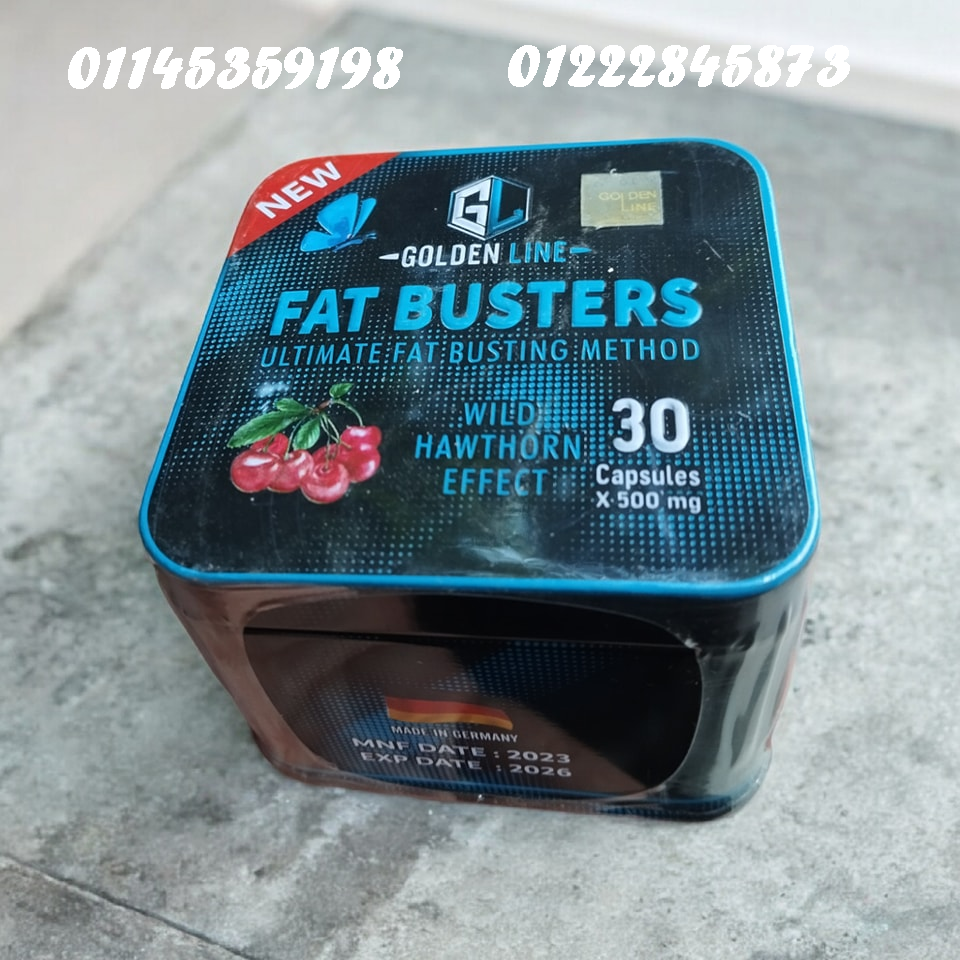 01145359198 01222845873
NEW
GL
GOLDEN LINE
GOLDEN
LINE
FAT BUSTERS
ULTIMATE FAT BUSTING METHOD
WILD
HAWTHORN
EFFECT
30
Capsules
X 500 mg
MADE IN GERMANY
MNF DATE : 2023
EXP DATE : 2026